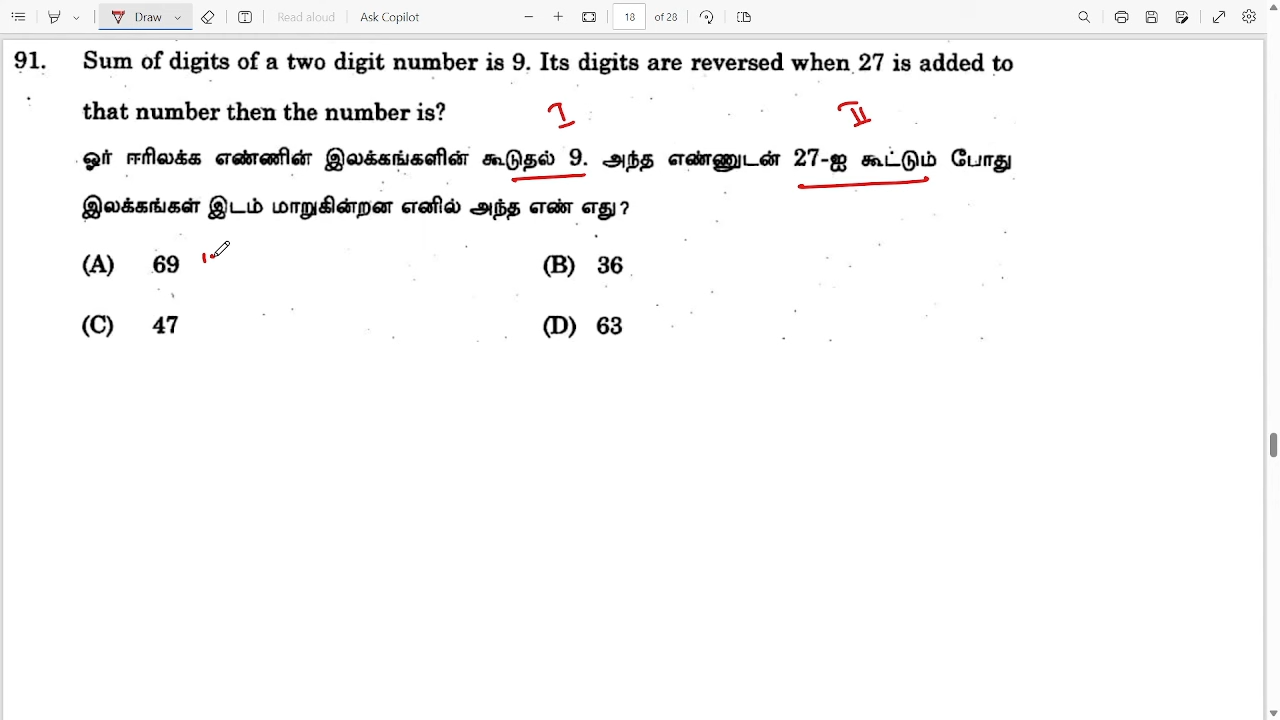 Draw
Read aloud
Ask Copilot
18
of 28
91. Sum of digits of a two digit number is 9. Its digits are reversed when 27 is added to
that number then the number is?
I II
ஓர் ஈரிலக்க எண்ணின் இலக்கங்களின் கூடுதல் 9. அந்த எண்ணுடன் 27-ஐ கூட்டும் போது
இலக்கங்கள் இடம் மாறுகின்றன எனில் அந்த எண் எது?
(A) 69 (B) 36
(C) 47 (D) 63